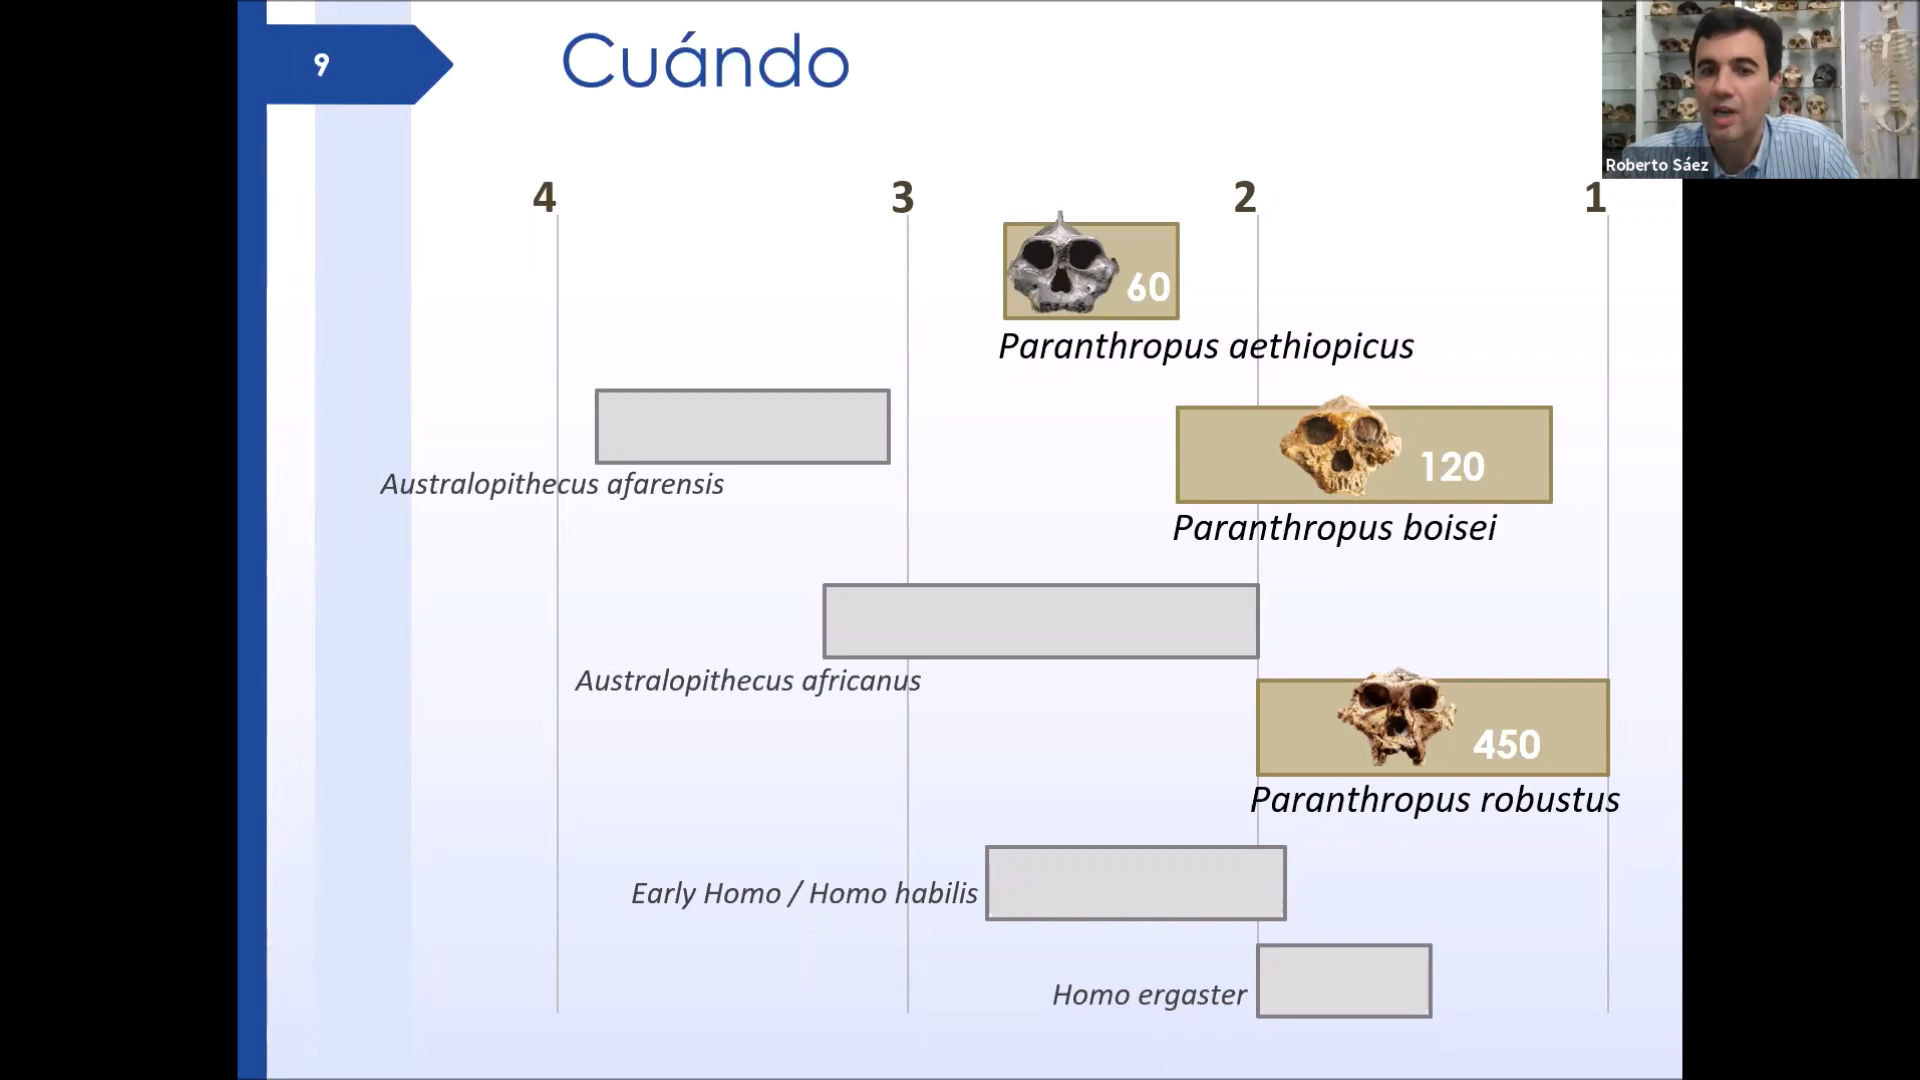 9
Cuándo
Roberto Sáez
4 3 2 1
60
Paranthropus aethiopicus
120
Australopithecus afarensis
Paranthropus boisei
Australopithecus africanus
450
Paranthropus robustus
Early Homo / Homo habilis
Homo ergaster